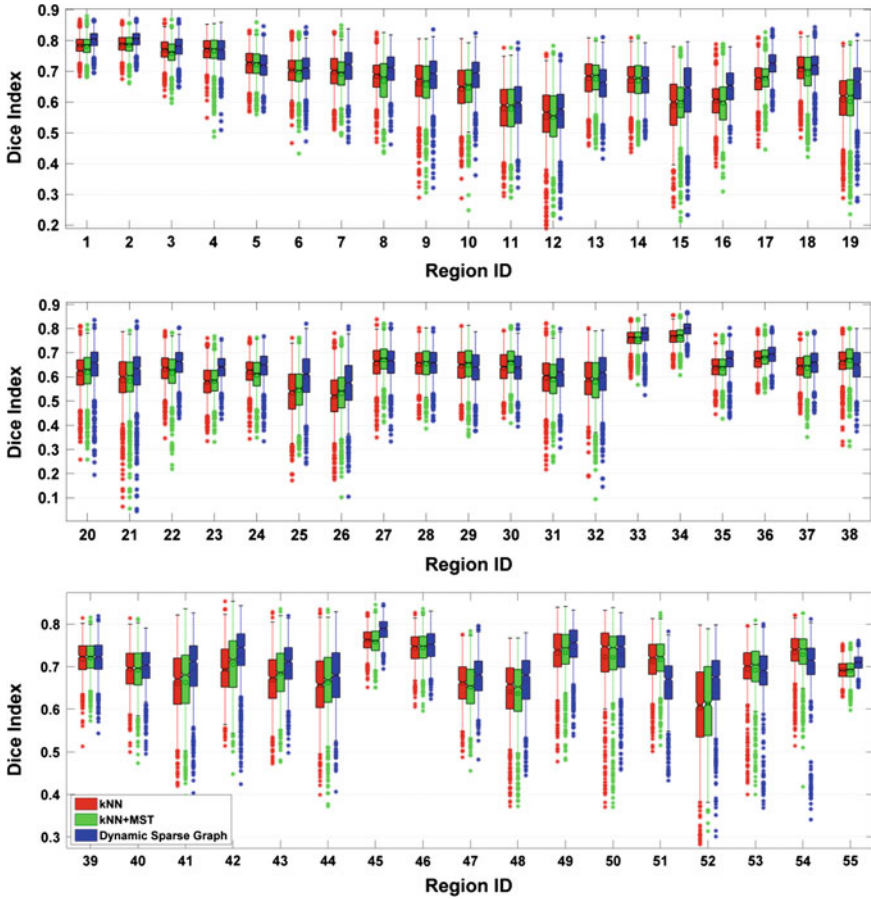 0.9
0.8
0.7
0.6
0.5
0.4
0.3
0.2
Dice Index
1 2 3 4 5 6 7 8 9 10 11 12 13 14 15 16 17 18 19
Region ID
0.9
0.8
0.7
0.6
0.5
0.4
0.3
0.2
0.1
Dice Index
20 21 22 23 24 25 26 27 28 29 30 31 32 33 34 35 36 37 38
Region ID
0.8
0.7
0.6
0.5
0.4
0.3
Dice Index
kNN
kNN+MST
Dynamic Sparse Graph
39 40 41 42 43 44 45 46 47 48 49 50 51 52 53 54 55
Region ID